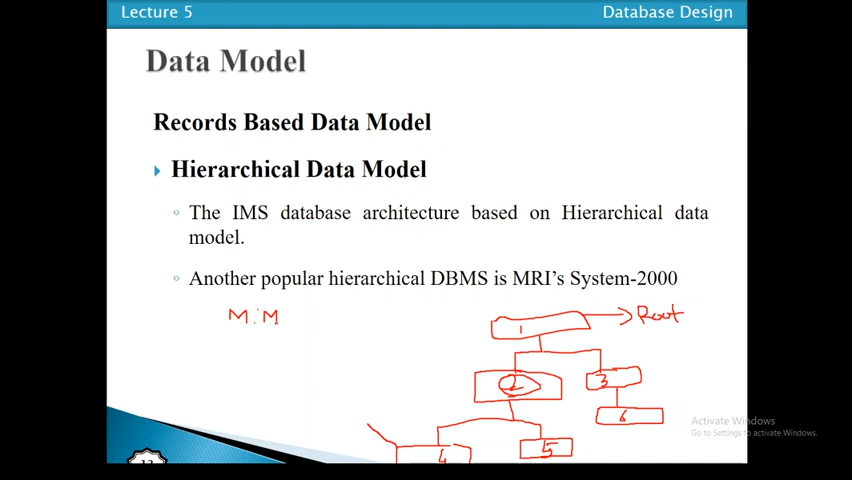 Lecture 5 Database Design
Data Model
Records Based Data Model
Hierarchical Data Model
The IMS database architecture based on Hierarchical data
model.
Another popular hierarchical DBMS is MRI's System-2000
M:M
1 Root
2 3
6
4 5
Activate Windows
Go to Settings to activate Windows.